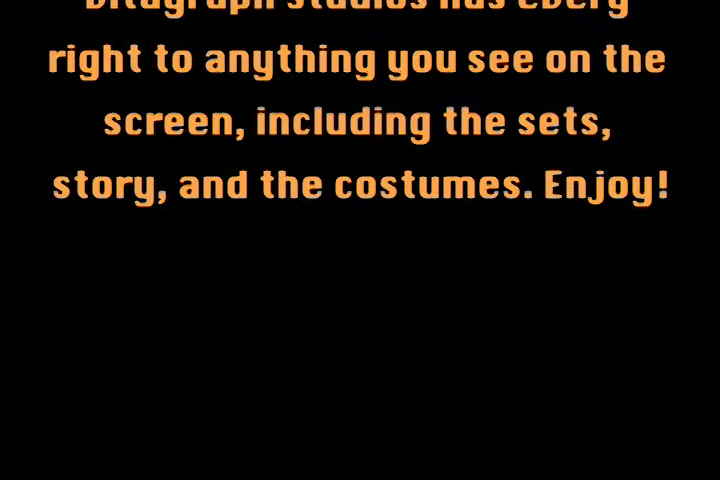 Vitagraph studios has every
right to anything you see on the
screen, including the sets,
story, and the costumes. Enjoy!